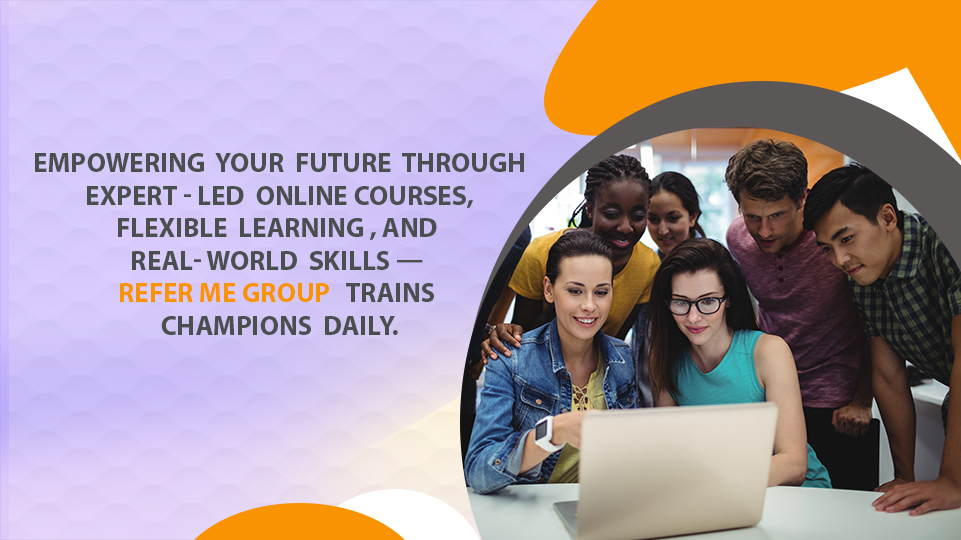 EMPOWERING YOUR FUTURE THROUGH
EXPERT - LED ONLINE COURSES,
FLEXIBLE LEARNING , AND
REAL- WORLD SKILLS —
REFER ME GROUP TRAINS
CHAMPIONS DAILY.